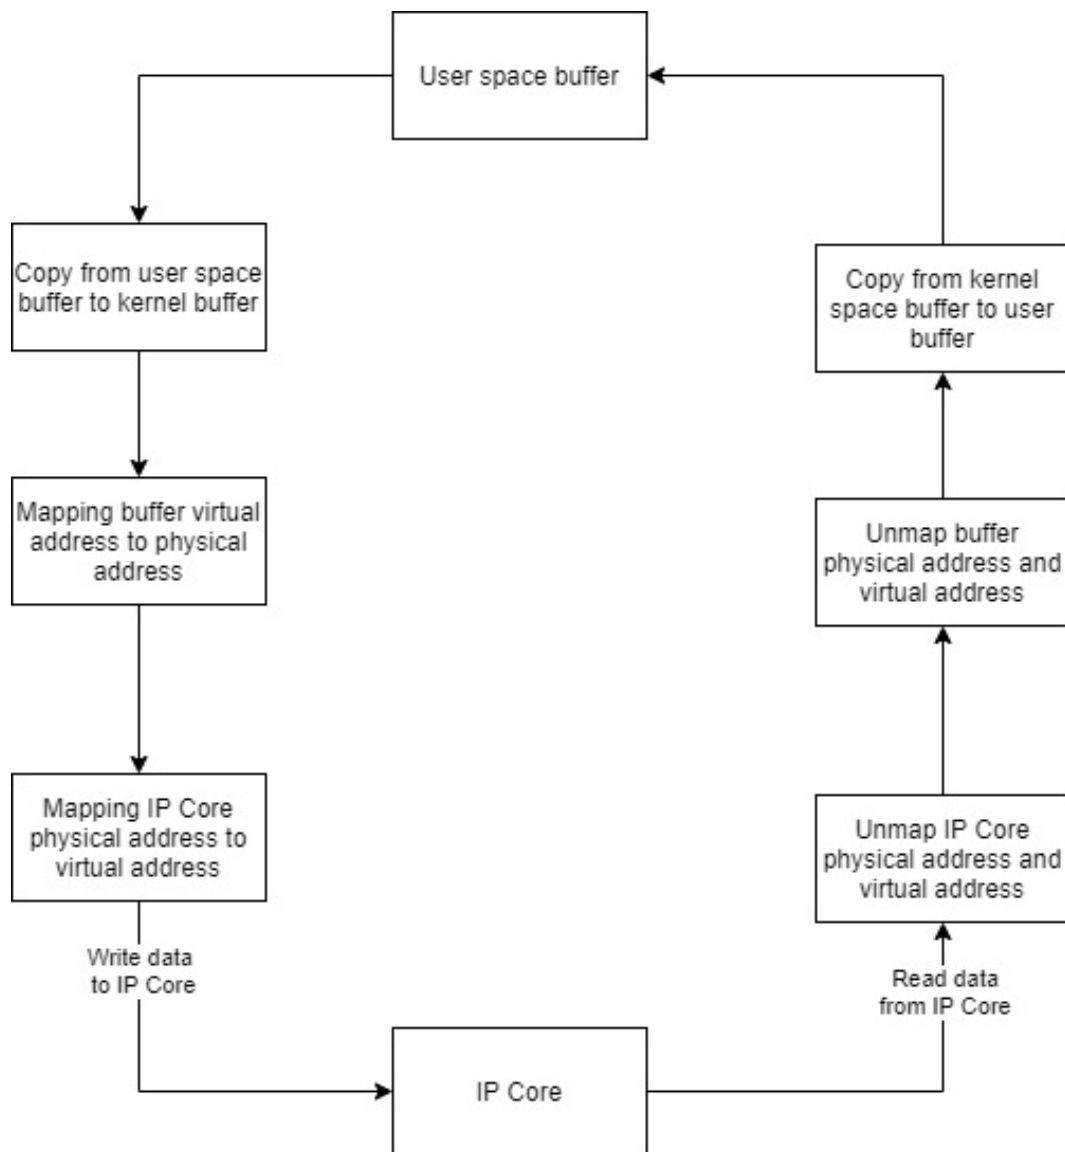 User space buffer
Copy from user space
buffer to kernel buffer
Copy from kernel
space buffer to user
buffer
Mapping buffer virtual
address to physical
address
Unmap buffer
physical address and
virtual address
Mapping IP Core
physical address to
virtual address
Unmap IP Core
physical address and
virtual address
Write data
to IP Core
Read data
from IP Core
IP Core